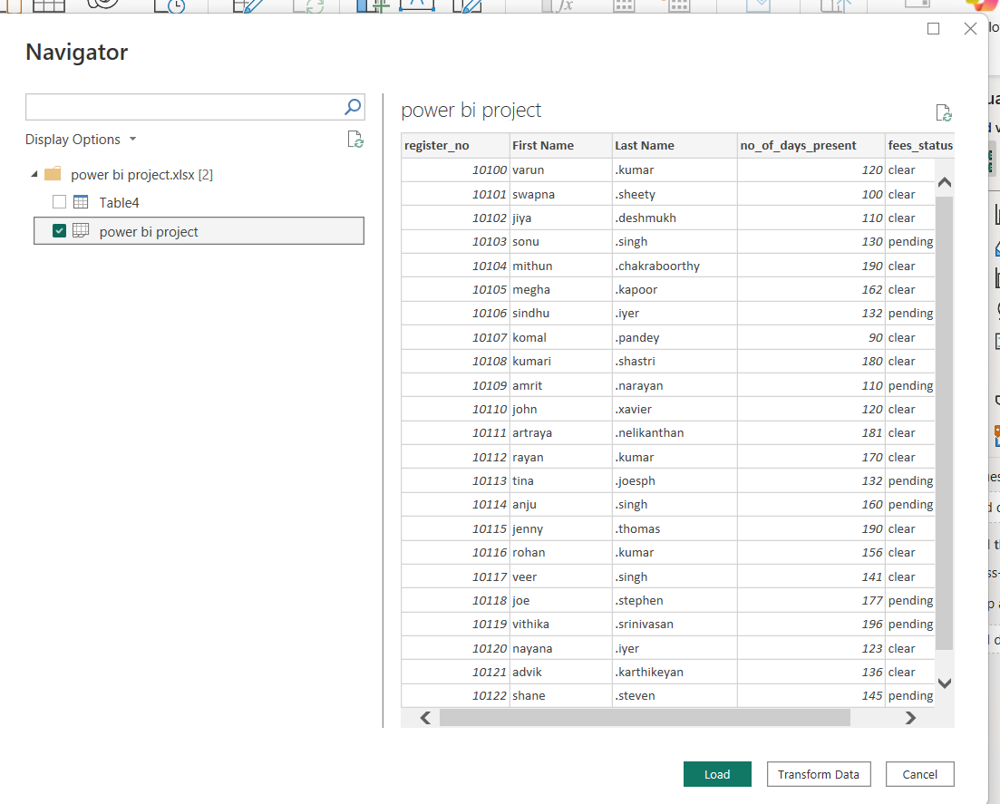 Navigator
Display Options
power bi project.xlsx [2]
Table4
power bi project
power bi project
register_no First Name Last Name no_of_days_present fees_status
10100 varun .kumar 120 clear
10101 swapna .sheety 100 clear
10102 jiya .deshmukh 110 clear
10103 sonu .singh 130 pending
10104 mithun .chakraboorthy 190 clear
10105 megha .kapoor 162 clear
10106 sindhu .iyer 132 pending
10107 komal .pandey 90 clear
10108 kumari .shastri 180 clear
10109 amrit .narayan 110 pending
10110 john .xavier 120 clear
10111 artraya .nelikanthan 181 clear
10112 rayan .kumar 170 clear
10113 tina .joesph 132 pending
10114 anju .singh 160 pending
10115 jenny .thomas 190 clear
10116 rohan .kumar 156 clear
10117 veer .singh 141 clear
10118 joe .stephen 177 pending
10119 vithika .srinivasan 196 pending
10120 nayana .iyer 123 clear
10121 advik .karthikeyan 136 clear
10122 shane .steven 145 pending
Load Transform Data Cancel